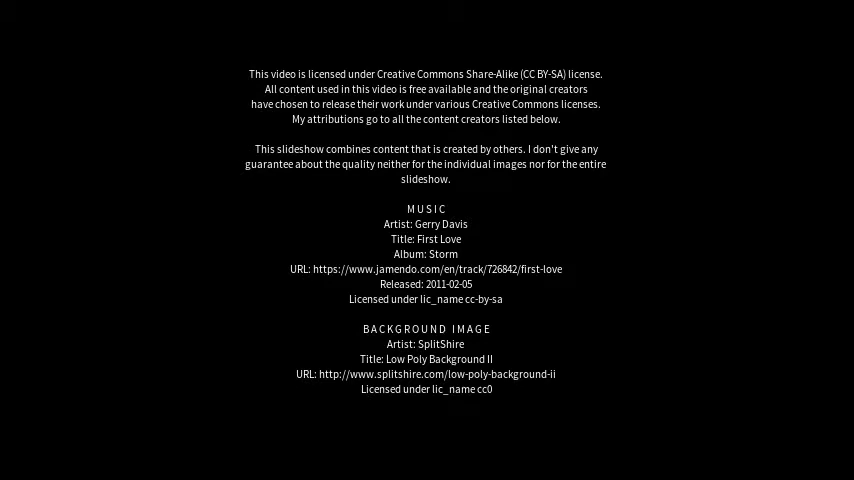 This video is licensed under Creative Commons Share-Alike (CC BY-SA) license.
All content used in this video is free available and the original creators
have chosen to release their work under various Creative Commons licenses.
My attributions go to all the content creators listed below.
This slideshow combines content that is created by others. I don't give any
guarantee about the quality neither for the individual images nor for the entire
slideshow.
MUSIC
Artist: Gerry Davis
Title: First Love
Album: Storm
URL: https://www.jamendo.com/en/track/726842/first-love
Released: 2011-02-05
Licensed under lic_name cc-by-sa
BACKGROUND IMAGE
Artist: SplitShire
Title: Low Poly Background II
URL: http://www.splitshire.com/low-poly-background-ii
Licensed under lic_name cc0